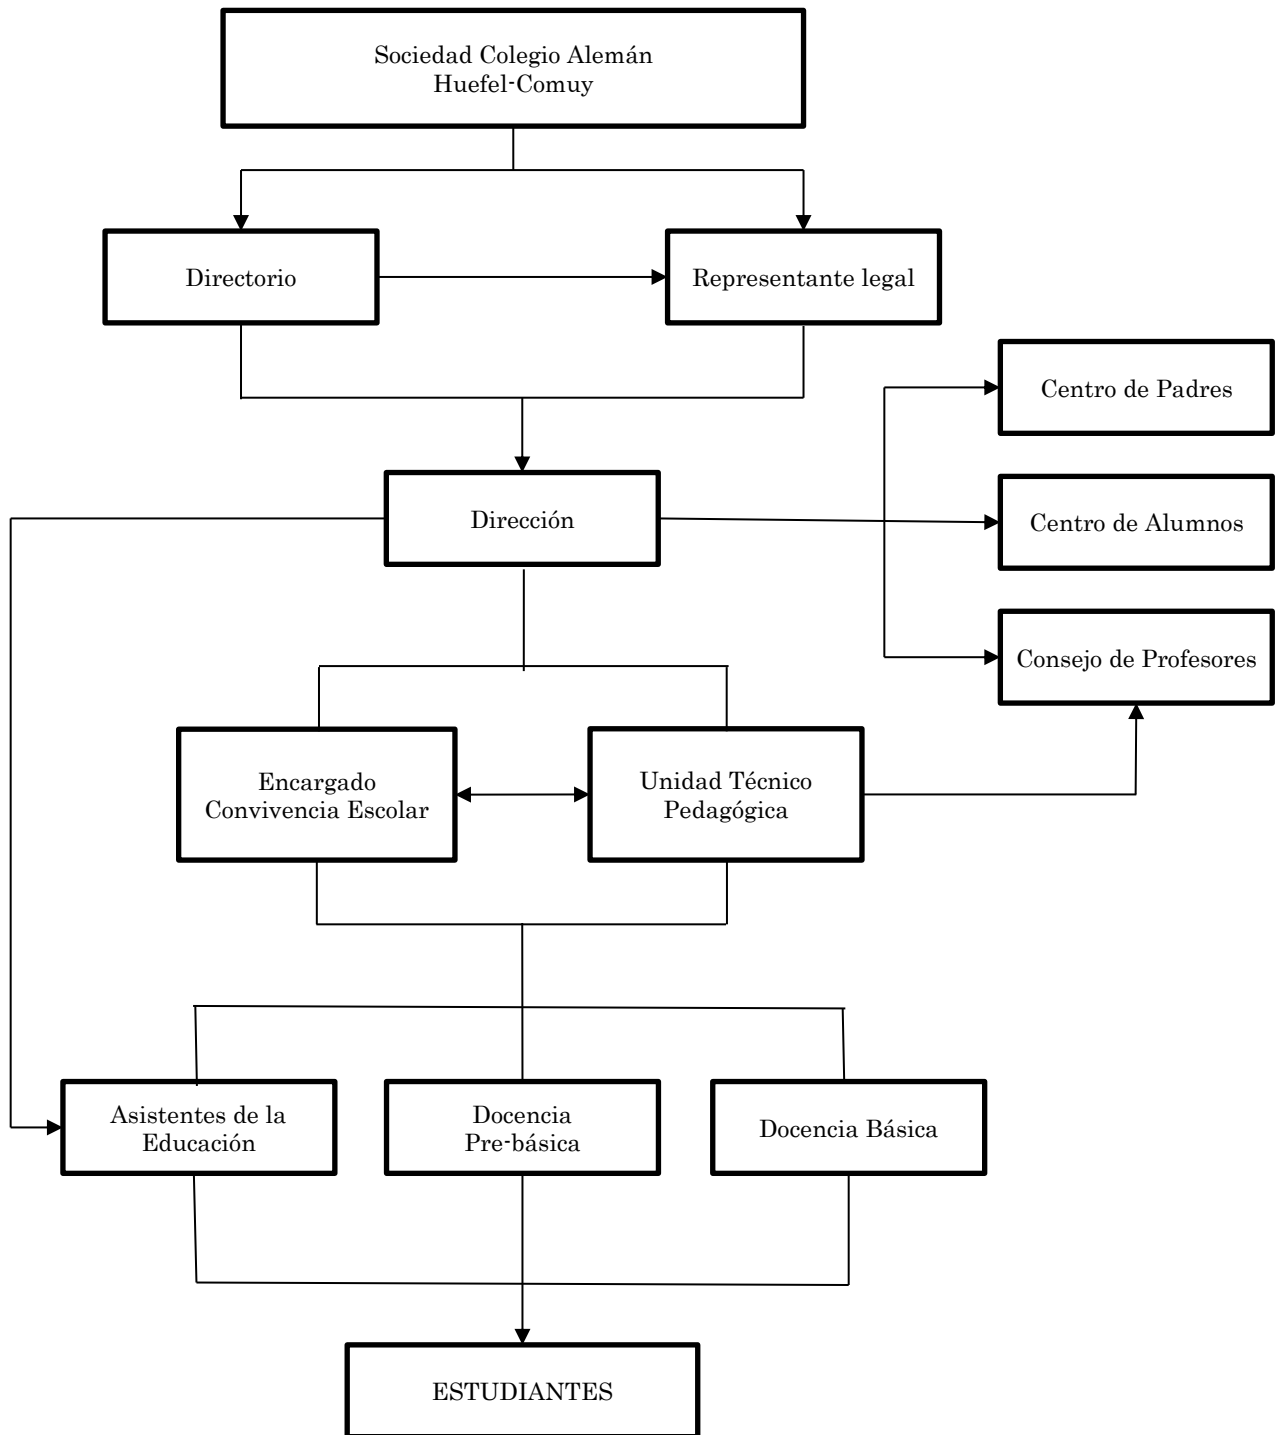 Sociedad Colegio Alemán
Huefel-Comuy
Directorio
Representante legal
Centro de Padres
Dirección
Centro de Alumnos
Consejo de Profesores
Encargado
Convivencia Escolar
Unidad Técnico
Pedagógica
Asistentes de la
Educación
Docencia
Pre-básica
Docencia Básica
ESTUDIANTES